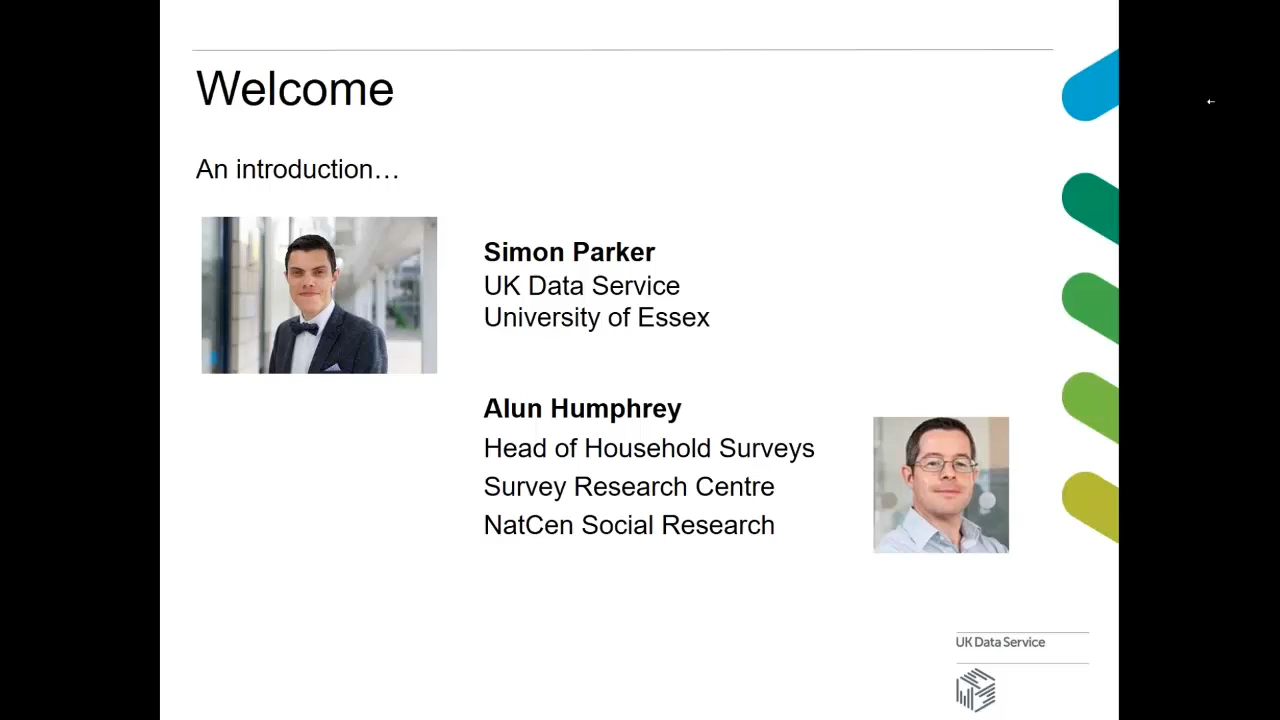 Welcome
An introduction…
Simon Parker
UK Data Service
University of Essex
Alun Humphrey
Head of Household Surveys
Survey Research Centre
NatCen Social Research
UK Data Service